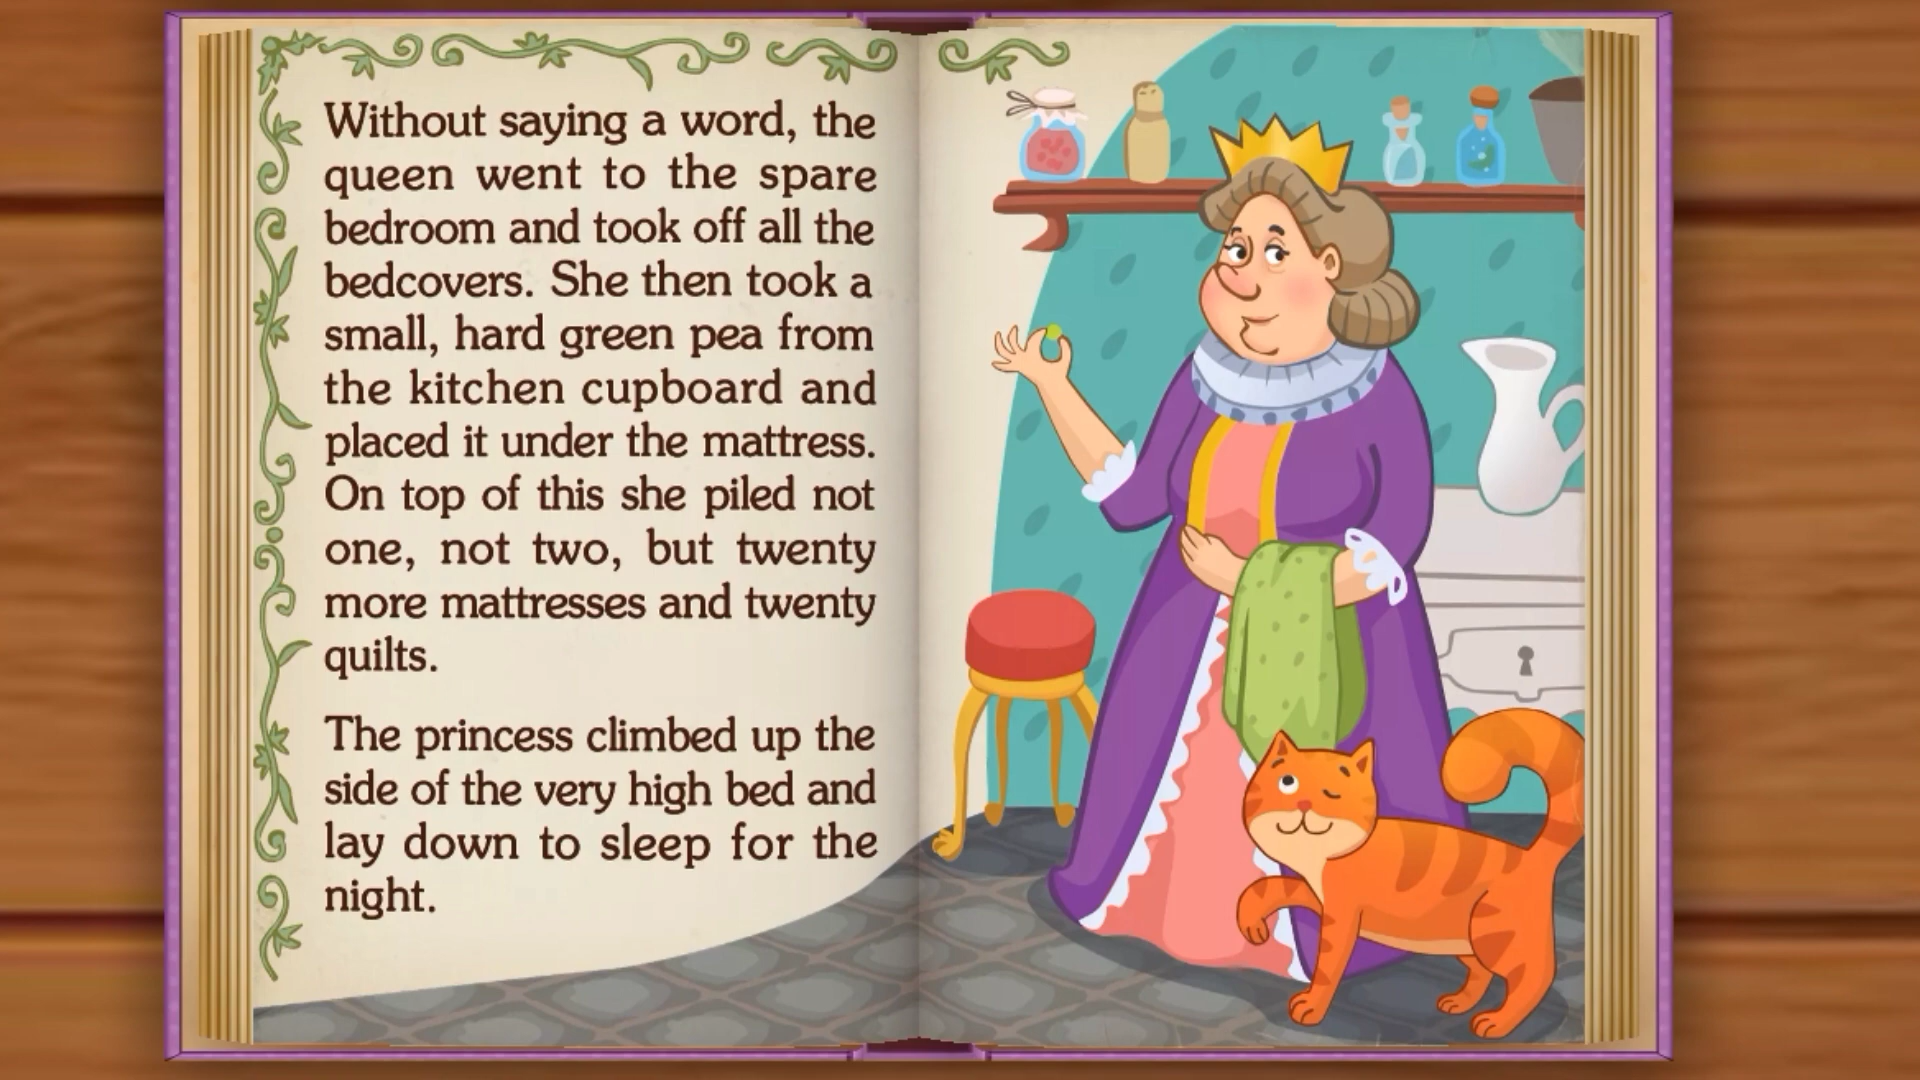 Without saying a word, the
queen went to the spare
bedroom and took off all the
bedcovers. She then took a
small, hard green pea from
the kitchen cupboard and
placed it under the mattress.
On top of this she piled not
one, not two, but twenty
more mattresses and twenty
quilts.
The princess climbed up the
side of the very high bed and
lay down to sleep for the
night.